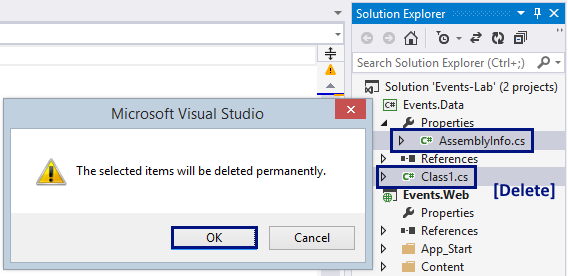 Solution Explorer
Search Solution Explorer (Ctrl+;)
Solution 'Events-Lab' (2 projects)
C# Events.Data
Properties
C# AssemblyInfo.cs
References
C# Class1.cs
[Delete]
Events.Web
Properties
References
App_Start
Content
Microsoft Visual Studio
The selected items will be deleted permanently.
OK
Cancel